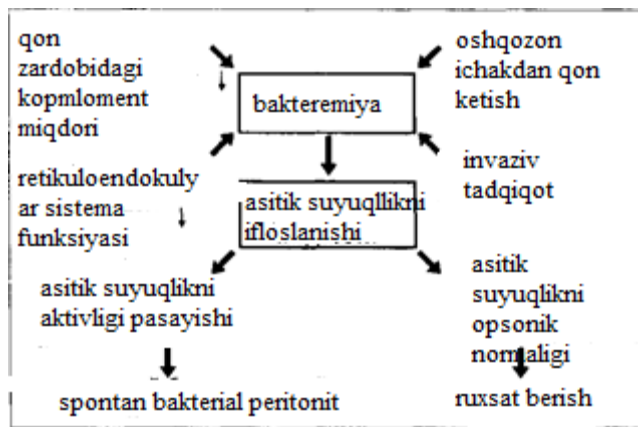 qon
zardobidagi
kopmloment
miqdori
oshqozon
ichakdan qon
ketish
bakteremiya
retikuloendokuly
ar sistema
funksiyasi
invaziv
tadqiqot
asitik suyuqllikni
ifloslanishi
asitik suyuqlikni
aktivligi pasayishi
asitik
suyuqlikni
opsonik
normaligi
spontan bakterial peritonit
ruxsat berish